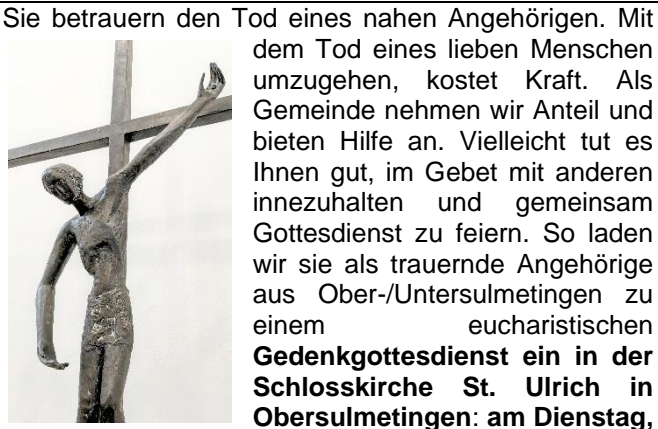 Sie betrauern den Tod eines nahen Angehörigen. Mit
dem Tod eines lieben Menschen
umzugehen, kostet Kraft. Als
Gemeinde nehmen wir Anteil und
bieten Hilfe an. Vielleicht tut es
Ihnen gut, im Gebet mit anderen
innezuhalten und gemeinsam
Gottesdienst zu feiern. So laden
wir sie als trauernde Angehörige
aus Ober-/Untersulmetingen zu
einem eucharistischen
Gedenkgottesdienst ein in der
Schlosskirche St. Ulrich in
Obersulmetingen: am Dienstag,